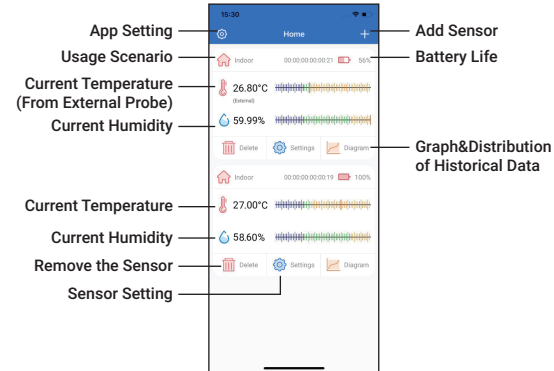 15:30
App Setting
Home
Add Sensor
Usage Scenario
Indoor
00:00:00:00:00:21
56%
Battery Life
Current Temperature
(From External Probe)
26.80°C
(External)
Current Humidity
59.99%
Delete
Settings
Diagram
Graph&Distribution
of Historical Data
Indoor
00:00:00:00:00:19
100%
Current Temperature
27.00°C
Current Humidity
58.60%
Remove the Sensor
Delete
Settings
Diagram
Sensor Setting